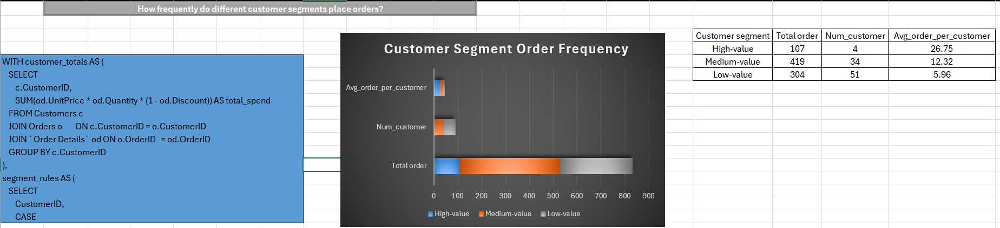 How frequently do different customer segments place orders?
WITH customer_totals AS (
SELECT
c.CustomerID,
SUM(od.UnitPrice * od.Quantity * (1 - od.Discount)) AS total_spend
FROM Customers c
JOIN Orders o ON c.CustomerID = o.CustomerID
JOIN `Order Details` od ON o.OrderID = od.OrderID
GROUP BY c.CustomerID
),
segment_rules AS (
SELECT
CustomerID,
CASE
Customer Segment Order Frequency
Avg_order_per_customer
Num_customer
Total order
0 100 200 300 400 500 600 700 800 900
High-value Medium-value Low-value
Customer segment Total order Num_customer Avg_order_per_customer
High-value 107 4 26.75
Medium-value 419 34 12.32
Low-value 304 51 5.96